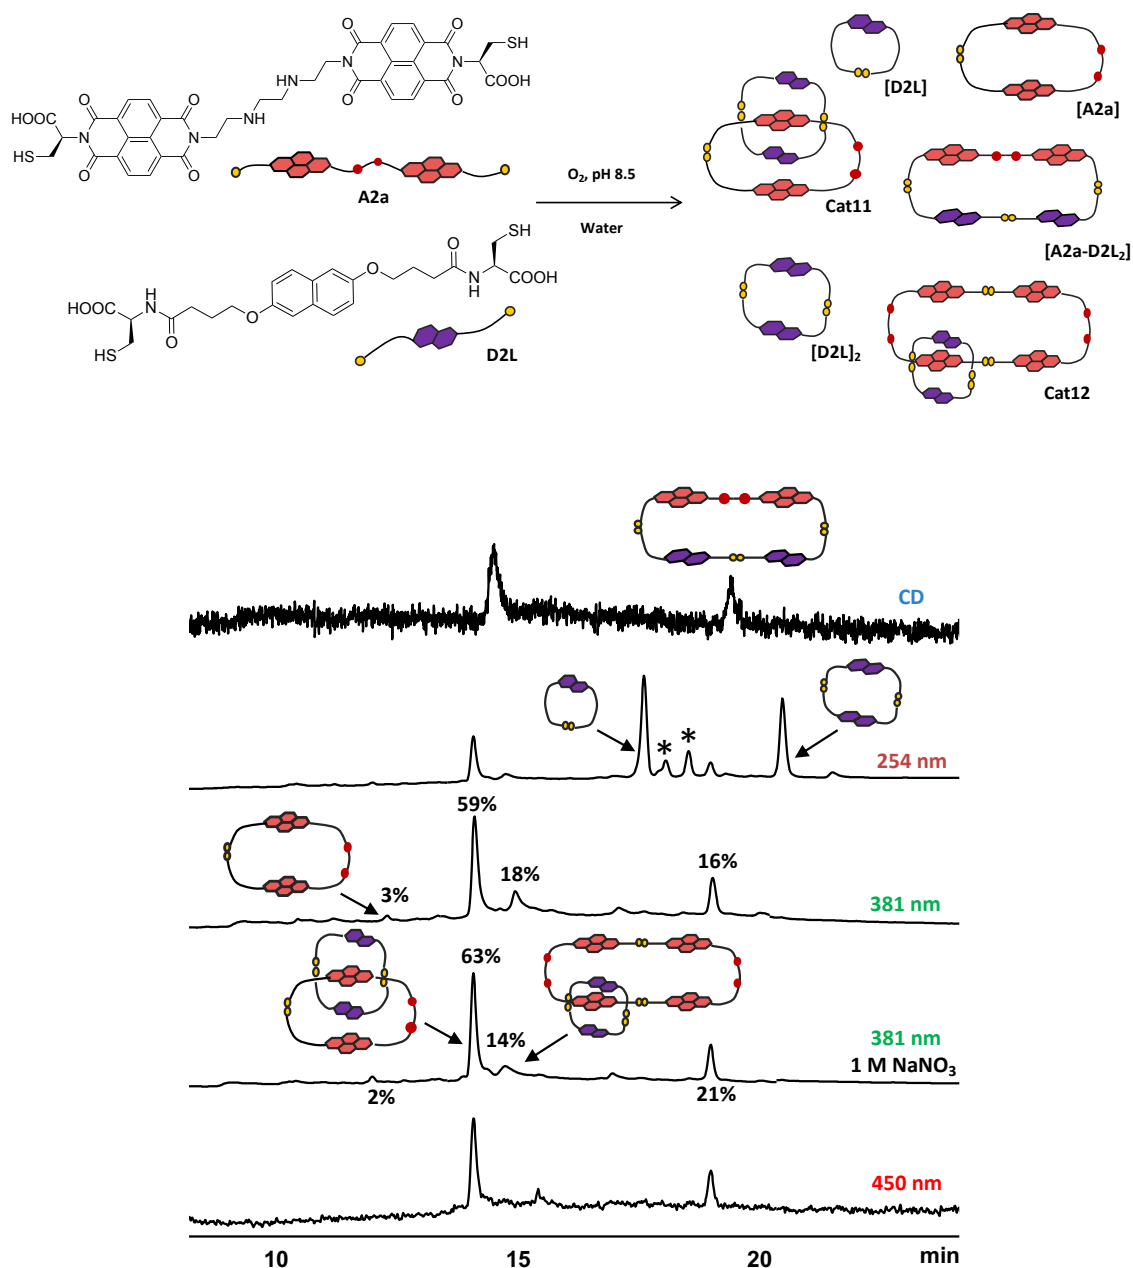 O
O
O
O
N
N
SH
COOH
HN
NH
HOOC
HS
O
O
O
O
N
N
A2a
O₂, pH 8.5
Water
SH
O
N
H
COOH
O
HOOC
H
N
O
O
HS
D2L
[D2L]
[A2a]
Cat11
[A2a-D2L₂]
[D2L]₂
Cat12
CD
* *
254 nm
59%
18%
16%
3%
381 nm
63%
14%
381 nm
1 M NaNO₃
2%
21%
450 nm
10 15 20 min